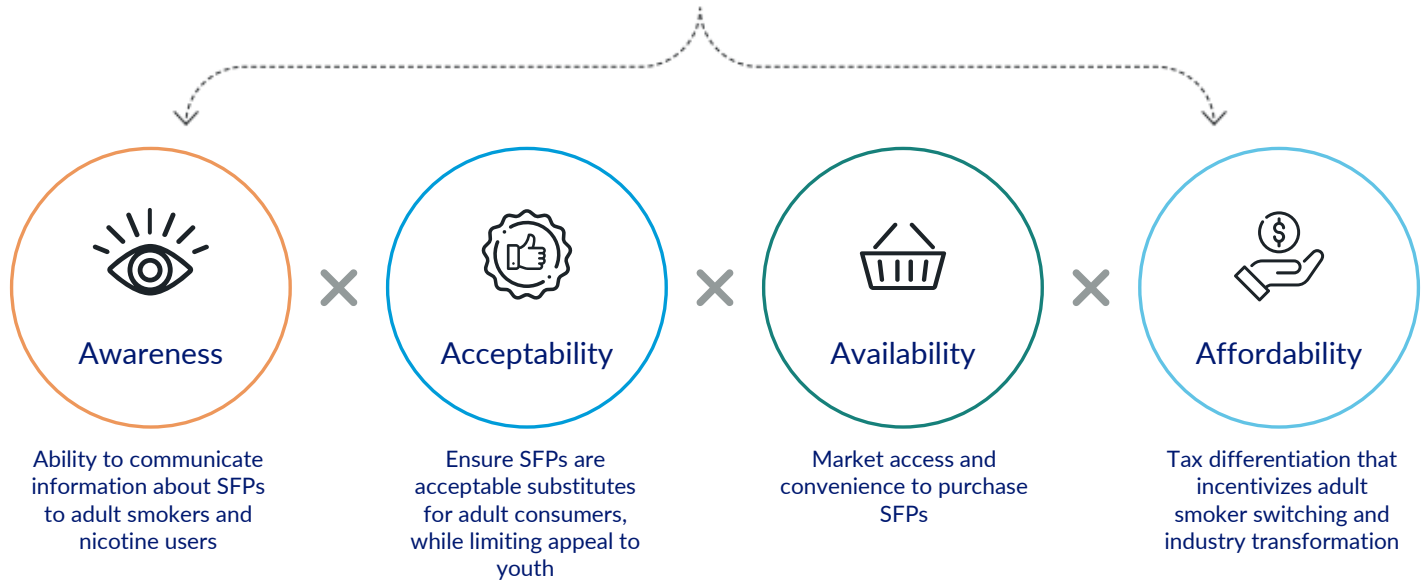 Awareness
Ability to communicate
information about SFPs
to adult smokers and
nicotine users
Acceptability
Ensure SFPs are
acceptable substitutes
for adult consumers,
while limiting appeal to
youth
Availability
Market access and
convenience to purchase
SFPs
$
Affordability
Tax differentiation that
incentivizes adult
smoker switching and
industry transformation